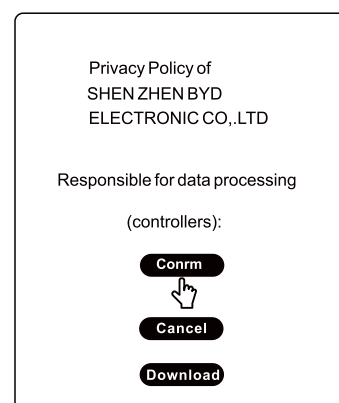 Privacy Policy of
SHEN ZHEN BYD
ELECTRONIC CO,.LTD
Responsible for data processing
(controllers):
Conrm
Cancel
Download